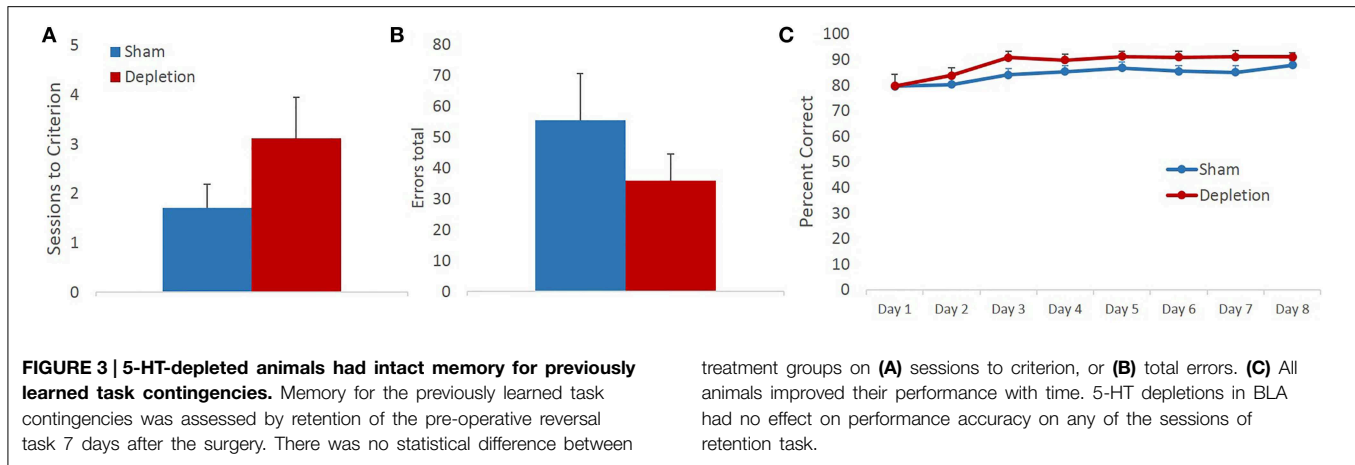 A
5
4
3
2
1
0
Sessions to Criterion
Sham
Depletion
B
80
70
60
50
40
30
20
10
0
Errors total
C
100
90
80
70
60
50
40
30
20
10
0
Percent Correct
Sham
Depletion
Day 1 Day 2 Day 3 Day 4 Day 5 Day 6 Day 7 Day 8
FIGURE 3 | 5-HT-depleted animals had intact memory for previously
learned task contingencies. Memory for the previously learned task
contingencies was assessed by retention of the pre-operative reversal
task 7 days after the surgery. There was no statistical difference between
treatment groups on (A) sessions to criterion, or (B) total errors. (C) All
animals improved their performance with time. 5-HT depletions in BLA
had no effect on performance accuracy on any of the sessions of
retention task.